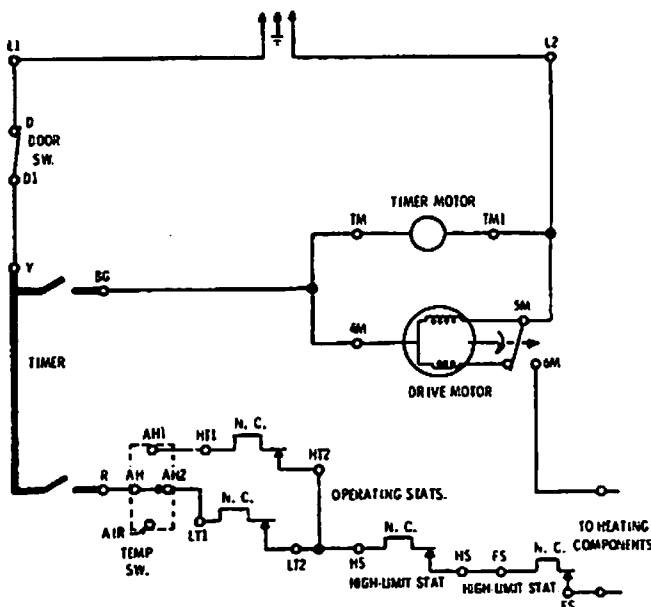 L1
L2
D
DOOR
SW.
D1
TIMER MOTOR
TM
TM1
Y
BG
4M
5M
6M
DRIVE MOTOR
TIMER
AH1
HT1
N. C.
HT2
R
AH
AH2
N. C.
OPERATING STATS.
LT1
AIR
TEMP
SW.
LT2
HS
N. C.
HIGH-LIMIT STAT
HS
FS
N. C.
HIGH-LIMIT STAT
FS
TO HEATING
COMPONENTS